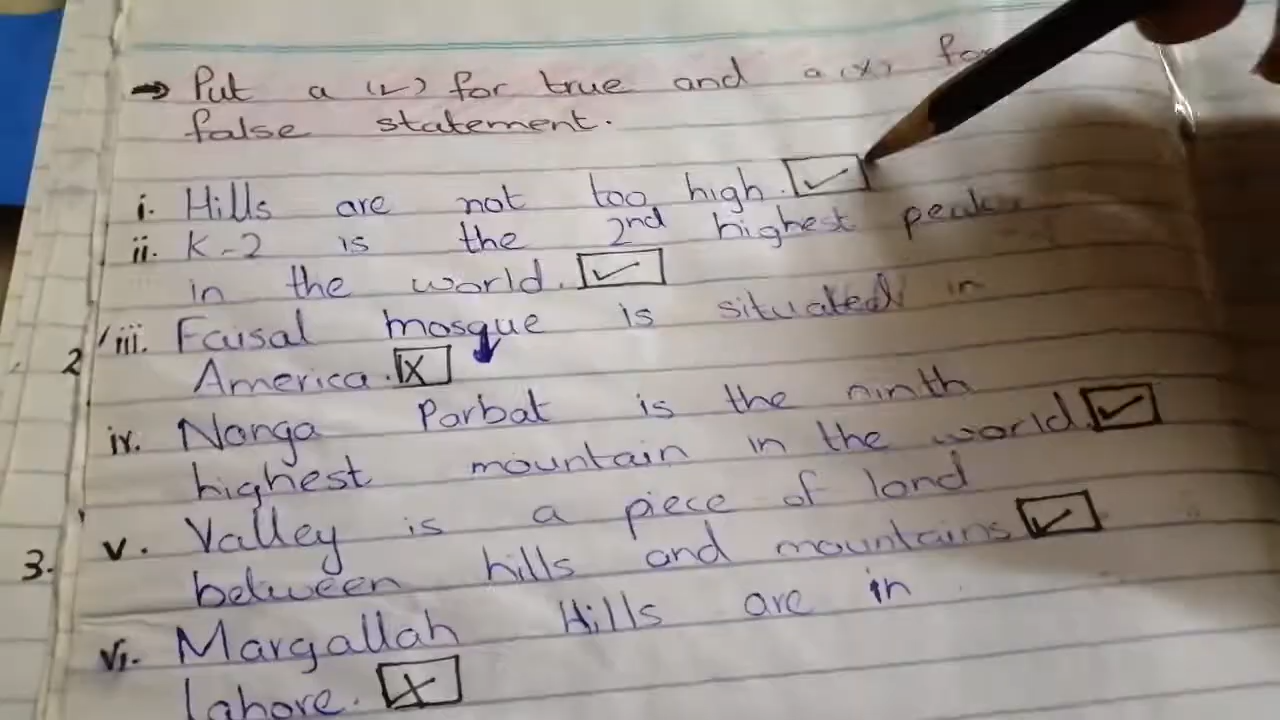 → Put a (✓) for true and a (x) for
false statement.
i. Hills are not too high. ✓
ii. K-2 is the 2nd highest peak
in the world. ✓
iii. Faisal mosque is situated in
2
America. X
iv. Nanga Parbat is the ninth
highest mountain in the world. ✓
v. Valley is a piece of land
3.
between hills and mountains ✓
vi. Margallah Hills are in
lahore. X